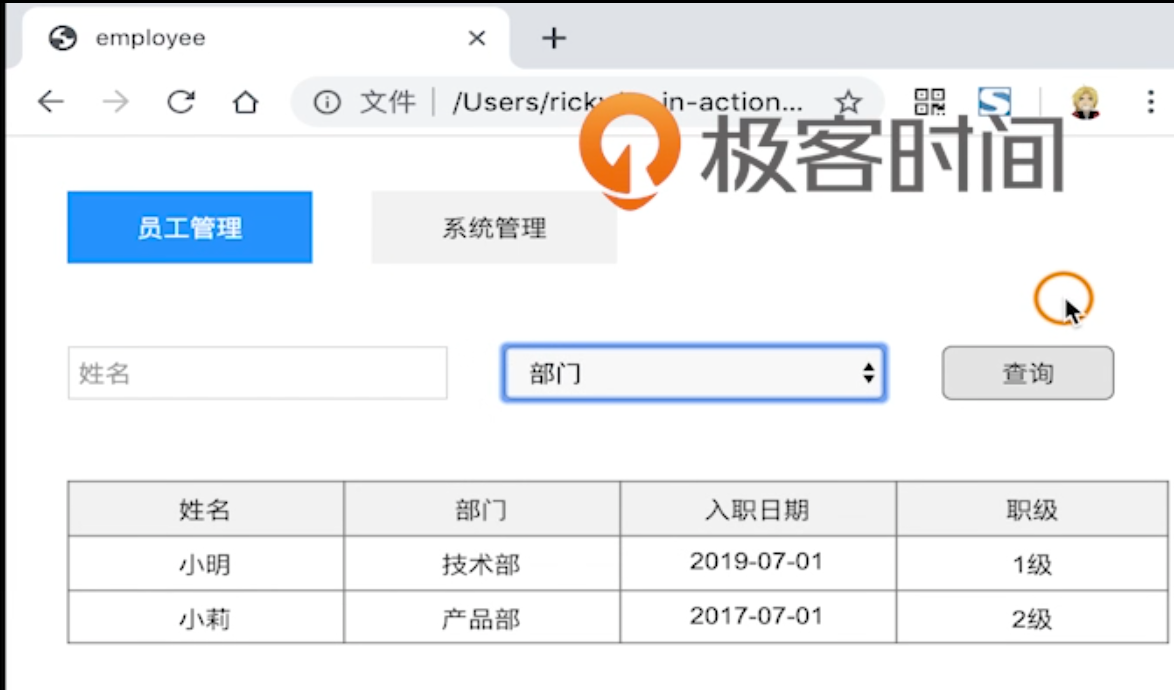 employee
文件 /Users/rick in-action...
极客时间
员工管理 系统管理
姓名 部门 查询
姓名 部门 入职日期 职级
小明 技术部 2019-07-01 1级
小莉 产品部 2017-07-01 2级